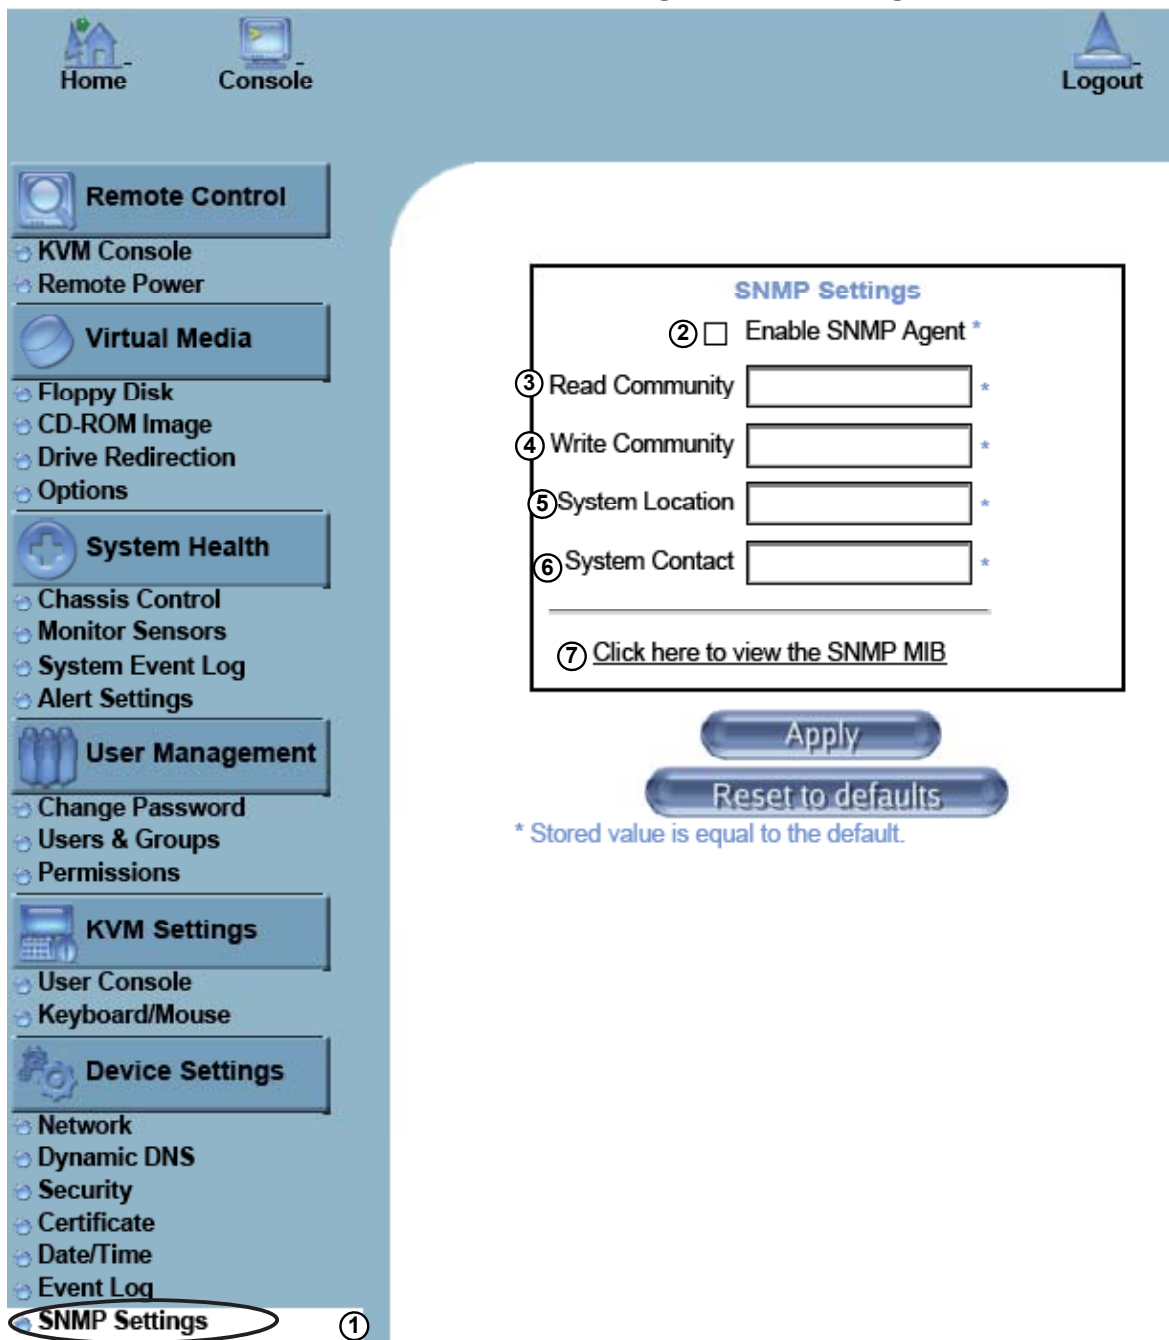 Home
Console
Logout
Remote Control
KVM Console
Remote Power
Virtual Media
Floppy Disk
CD-ROM Image
Drive Redirection
Options
System Health
Chassis Control
Monitor Sensors
System Event Log
Alert Settings
User Management
Change Password
Users & Groups
Permissions
KVM Settings
User Console
Keyboard/Mouse
Device Settings
Network
Dynamic DNS
Security
Certificate
Date/Time
Event Log
SNMP Settings ①
SNMP Settings
② Enable SNMP Agent *
③ Read Community *
④ Write Community *
⑤ System Location *
⑥ System Contact *
⑦ Click here to view the SNMP MIB
Apply
Reset to defaults
* Stored value is equal to the default.